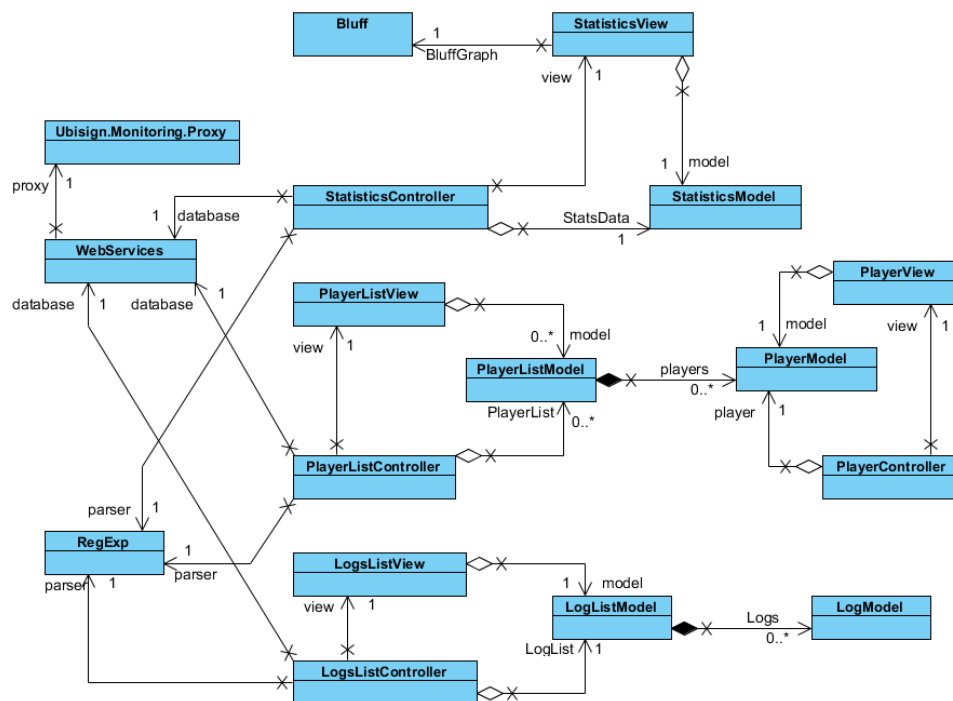 Bluff
1
BluffGraph
StatisticsView
view
1
1
model
Ubisign.Monitoring.Proxy
proxy
1
StatisticsController
StatsData
1
StatisticsModel
1
database
WebServices
database
1
database
1
PlayerListView
view
1
0..*
model
PlayerView
1
model
view
1
PlayerListModel
players
0..*
PlayerModel
PlayerList
0..*
player
1
PlayerListController
PlayerController
parser
1
RegExp
1
parser
parser
1
LogsListView
view
1
1
model
LogListModel
Logs
0..*
LogModel
LogList
1
LogsListController